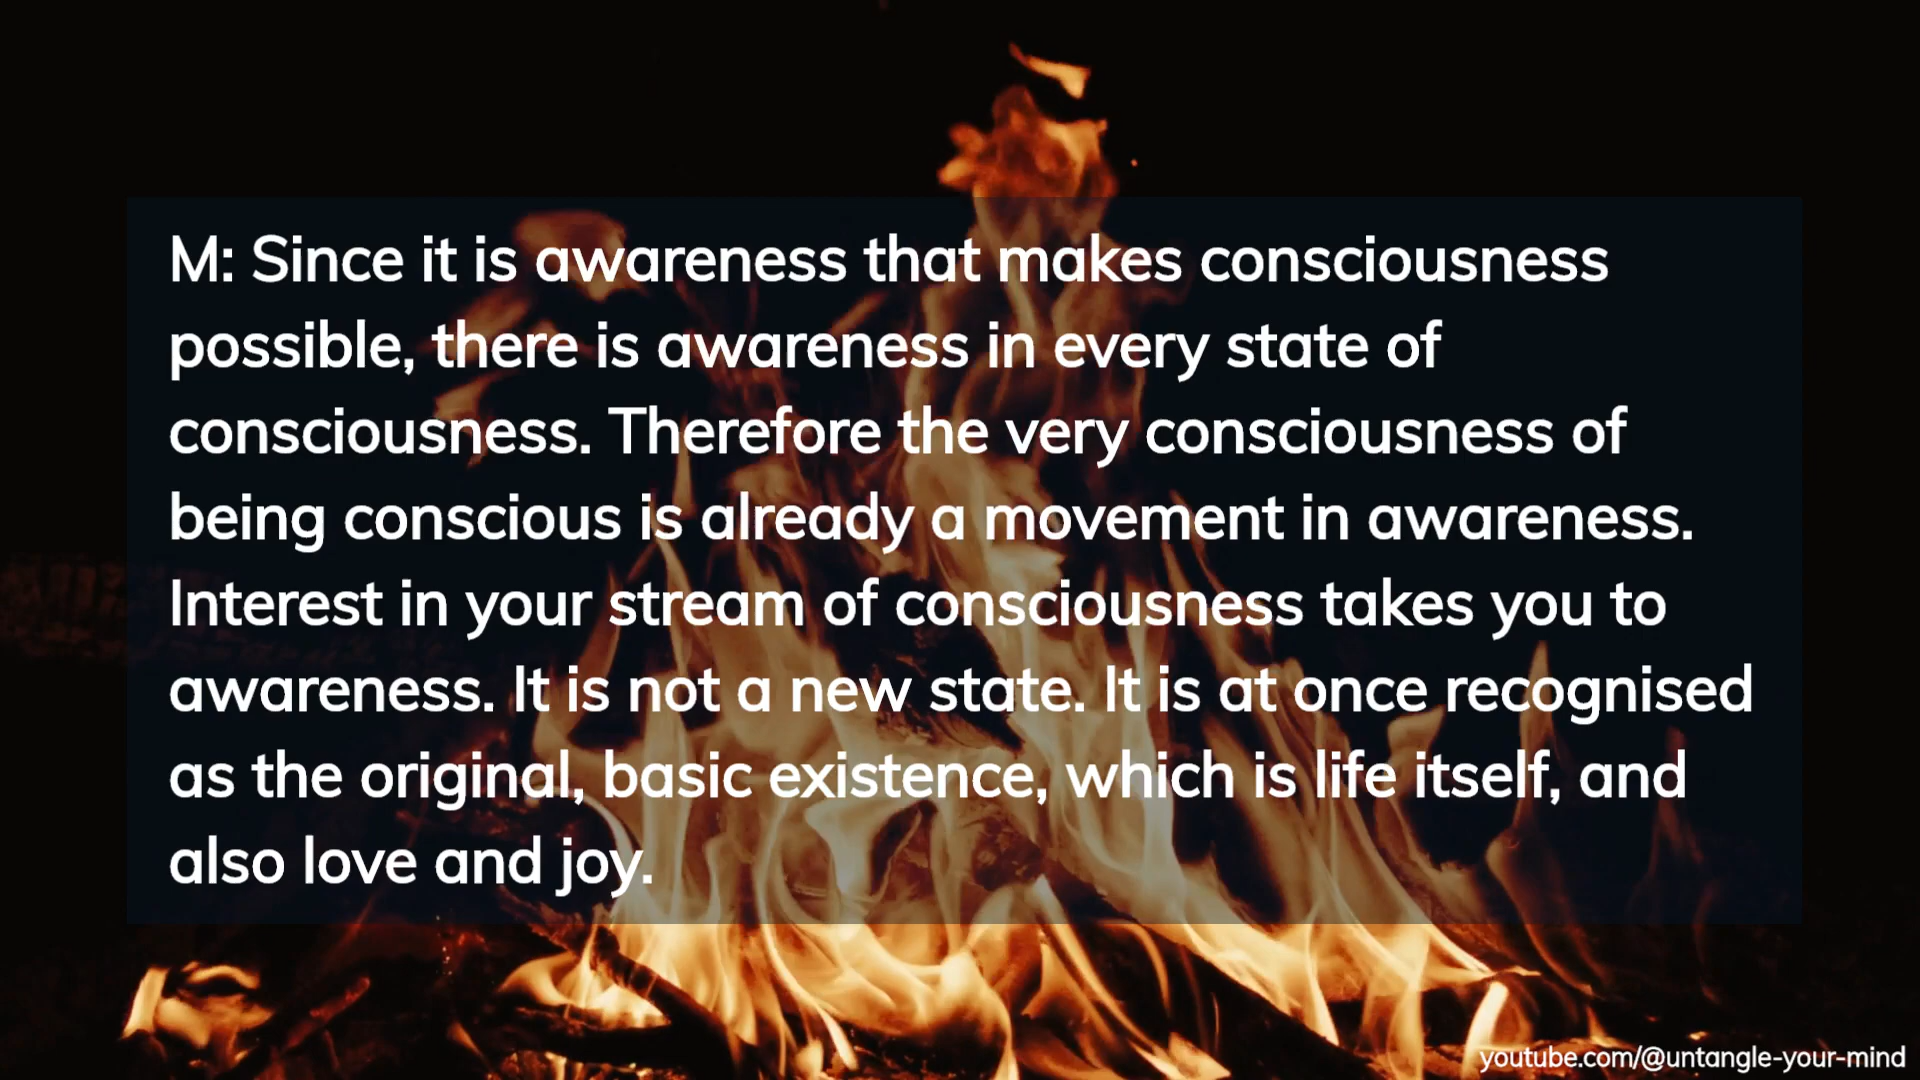 M: Since it is awareness that makes consciousness
possible, there is awareness in every state of
consciousness. Therefore the very consciousness of
being conscious is already a movement in awareness.
Interest in your stream of consciousness takes you to
awareness. It is not a new state. It is at once recognised
as the original, basic existence, which is life itself, and
also love and joy.
youtube.com/@untangle-your-mind